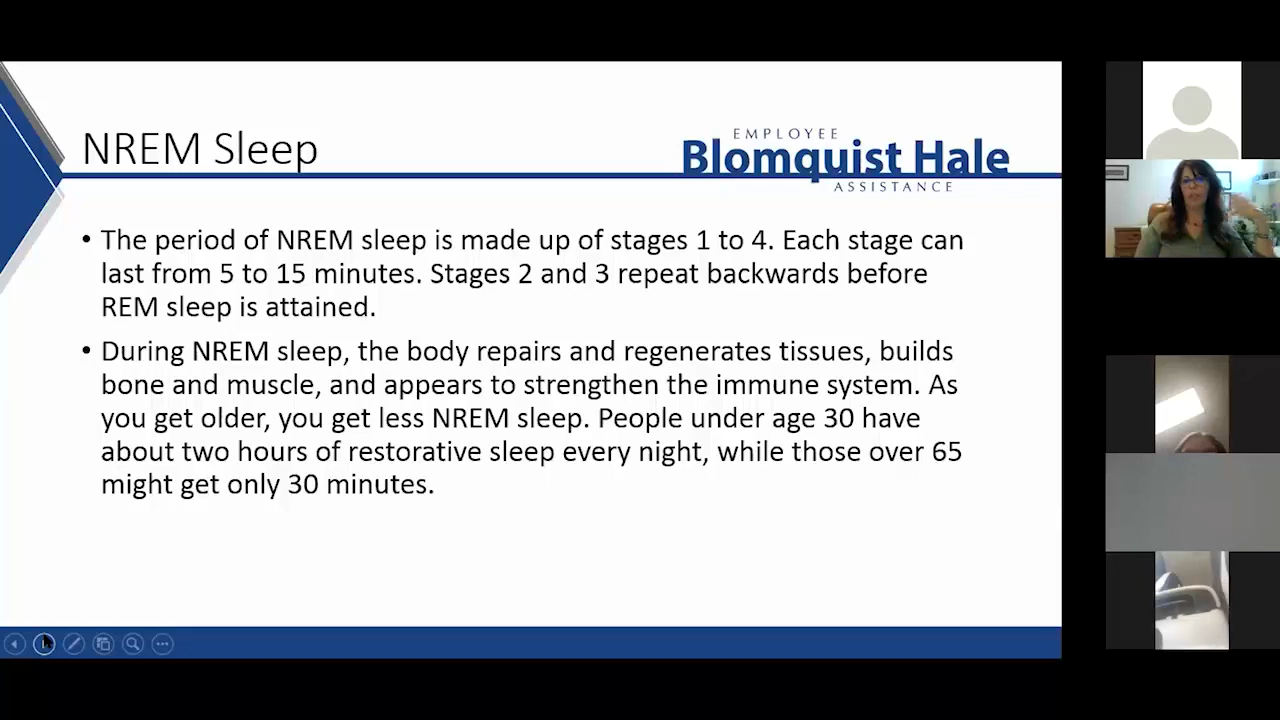 NREM Sleep
EMPLOYEE
Blomquist Hale
ASSISTANCE
• The period of NREM sleep is made up of stages 1 to 4. Each stage can
last from 5 to 15 minutes. Stages 2 and 3 repeat backwards before
REM sleep is attained.
• During NREM sleep, the body repairs and regenerates tissues, builds
bone and muscle, and appears to strengthen the immune system. As
you get older, you get less NREM sleep. People under age 30 have
about two hours of restorative sleep every night, while those over 65
might get only 30 minutes.